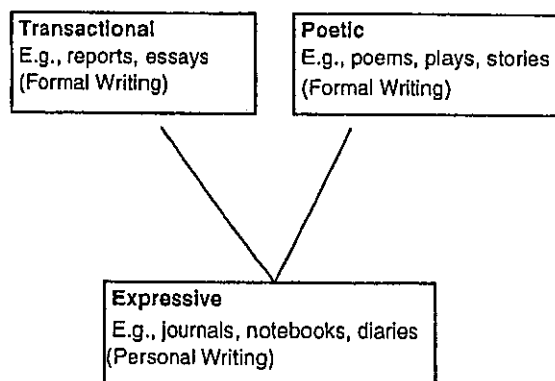 Transactional
E.g., reports, essays
(Formal Writing)
Poetic
E.g., poems, plays, stories
(Formal Writing)
Expressive
E.g., journals, notebooks, diaries
(Personal Writing)